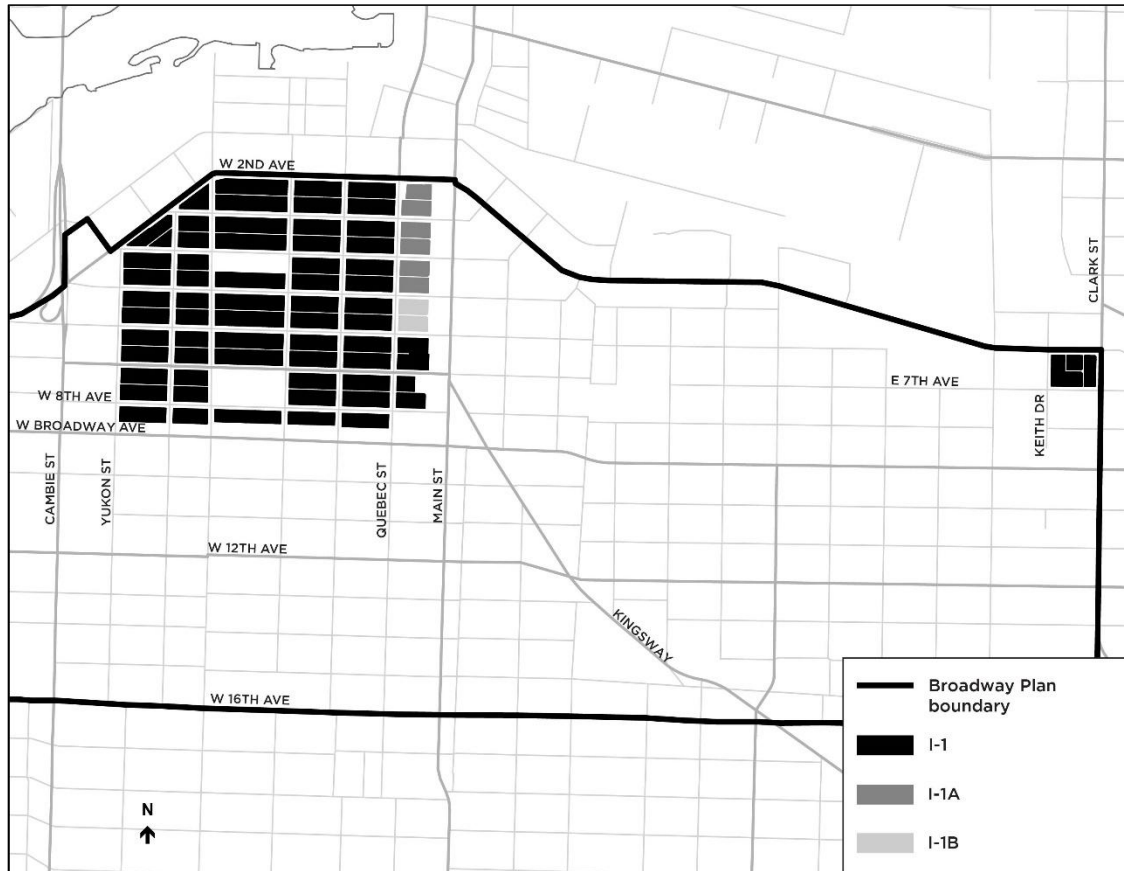 W 2ND AVE
CLARK ST
E 7TH AVE
W 8TH AVE
KEITH DR
W BROADWAY AVE
CAMBIE ST
YUKON ST
QUEBEC ST
MAIN ST
W 12TH AVE
KINGSWAY
W 16TH AVE
Broadway Plan
boundary
I-1
I-1A
I-1B
N